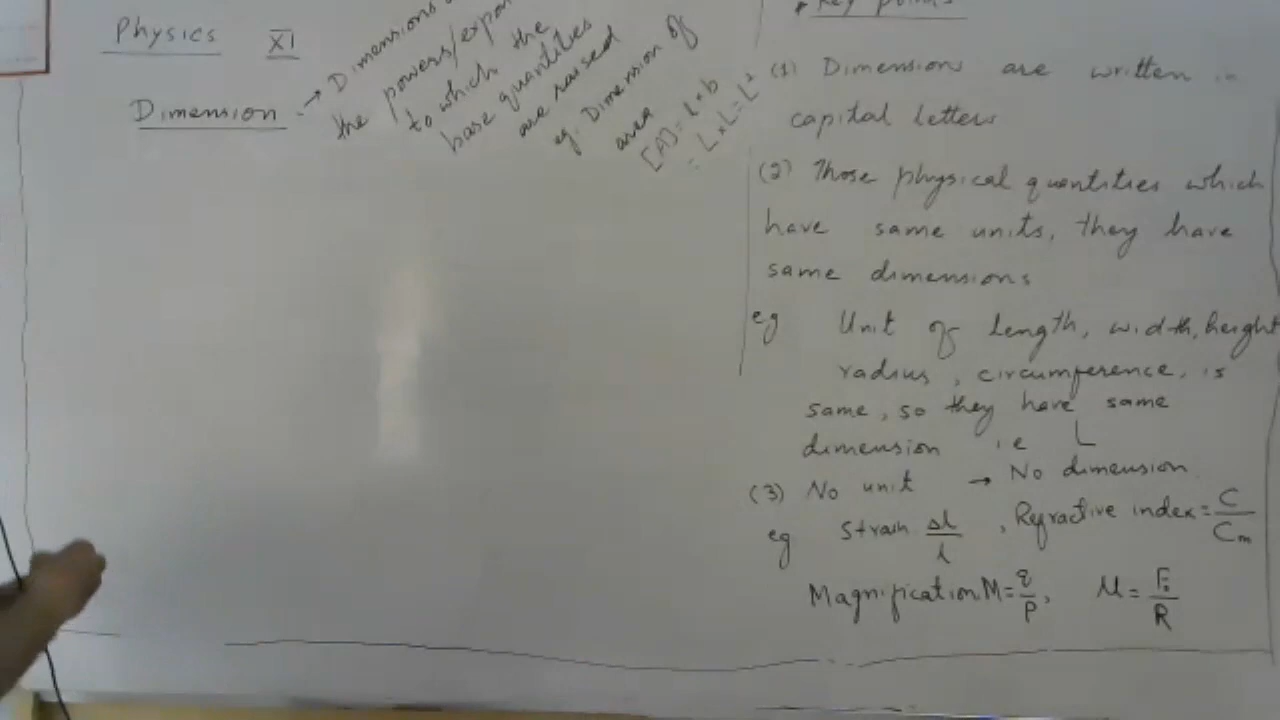 Physics XI
Dimension → Dimensions
the powers/expo
to which the
base quantities
are raised
eg. Dimension of
area
[A] = L × b
= L × L = L²
Key points
(1) Dimensions are written in
capital letters
(2) Those physical quantities which
have same units, they have
same dimensions
eg Unit of length, width, height
radius, circumference, is
same, so they have same
dimension ie L
(3) No unit → No dimension
eg Strain Δl/l, Refractive index = C/Cm
Magnification M = q/p, μ = Fs/R